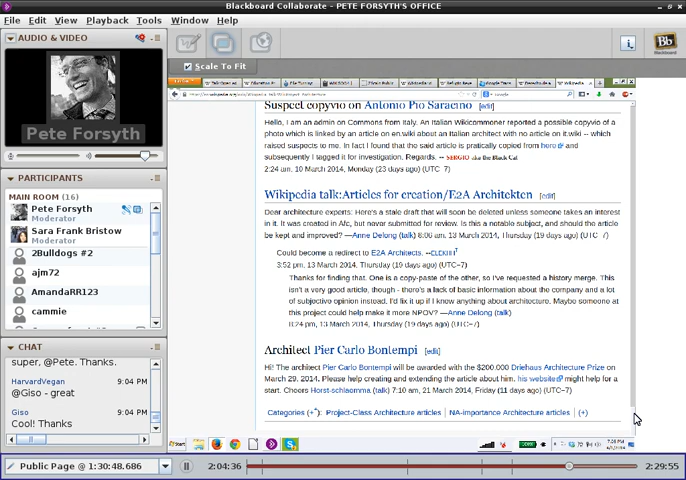 Blackboard Collaborate - PETE FORSYTH'S OFFICE
File Edit View Playback Tools Window Help
AUDIO & VIDEO
Pete Forsyth
PARTICIPANTS
MAIN ROOM (16)
Pete Forsyth
Moderator
Sara Frank Bristow
Moderator
2Bulldogs #2
ajm72
AmandaRR123
cammie
CHAT
super, @Pete. Thanks.
HarvardVegan 9:04 PM
@Giso - great
Giso 9:04 PM
Cool! Thanks
Scale To Fit
Bb
Suspect copyvio on Antonio Pio Saracino [edit]
Hello, I am an admin on Commons from Italy. An Italian Wikicommoner reported a possible copyvio of a
photo which is linked by an article on en.wiki about an Italian architect with no article on it.wiki -- which
raised suspects to me. In fact I found that the said article is pratically copied from here and
subsequently I tagged it for investigation. Regards. -- SERGIO aka the Black Cat
2:24 am, 10 March 2014, Monday (23 days ago) (UTC-7)
Wikipedia talk:Articles for creation/E2A Architekten [edit]
Dear architecture experts: Here's a stale draft that will soon be deleted unless someone takes an interest
in it. It was created in Afc, but never submitted for review. Is this a notable subject, and should the article
be kept and improved? —Anne Delong (talk) 8:00 am, 13 March 2014, Thursday (19 days ago) (UTC-7)
Could become a redirect to E2A Architects. --ELEKHH T
3:52 pm, 13 March 2014, Thursday (19 days ago) (UTC-7)
Thanks for finding that. One is a copy-paste of the other, so I've requested a history merge. This
isn't a very good article, though - there's a lack of basic information about the company and a lot
of subjective opinion instead. I'd fix it up if I knew anything about architecture. Maybe someone at
this project could help make it more NPOV? —Anne Delong (talk)
8:24 pm, 13 March 2014, Thursday (19 days ago) (UTC-7)
Architect Pier Carlo Bontempi [edit]
Hi! The architect Pier Carlo Bontempi will be awarded with the $200.000 Driehaus Architecture Prize on
March 29, 2014. Please help creating and extending the article about him. his website might help for a
start. Cheers Horst-schlaemma (talk) 7:10 am, 21 March 2014, Friday (11 days ago) (UTC-7)
Categories (++): Project-Class Architecture articles | NA-importance Architecture articles | (+)
Public Page @ 1:30:48.686
2:04:36
2:29:55